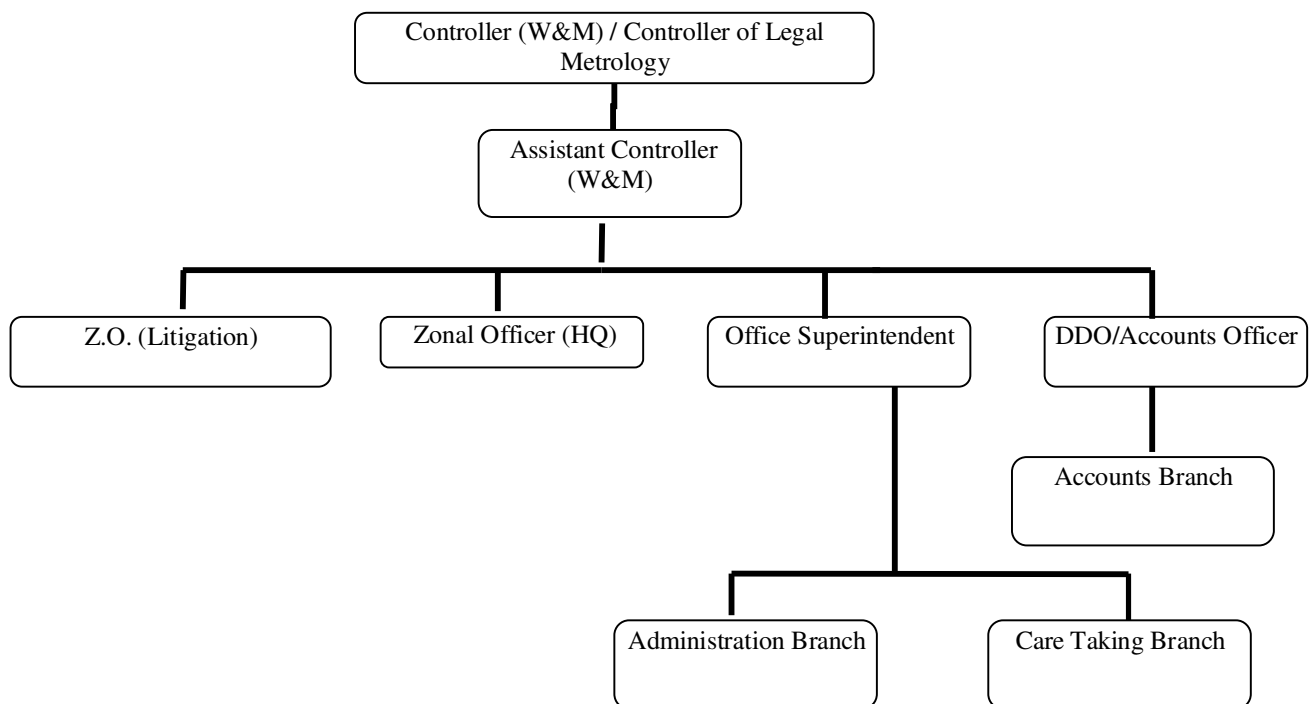 Controller (W&M) / Controller of Legal
Metrology
Assistant Controller
(W&M)
Z.O. (Litigation)
Zonal Officer (HQ)
Office Superintendent
DDO/Accounts Officer
Accounts Branch
Administration Branch
Care Taking Branch